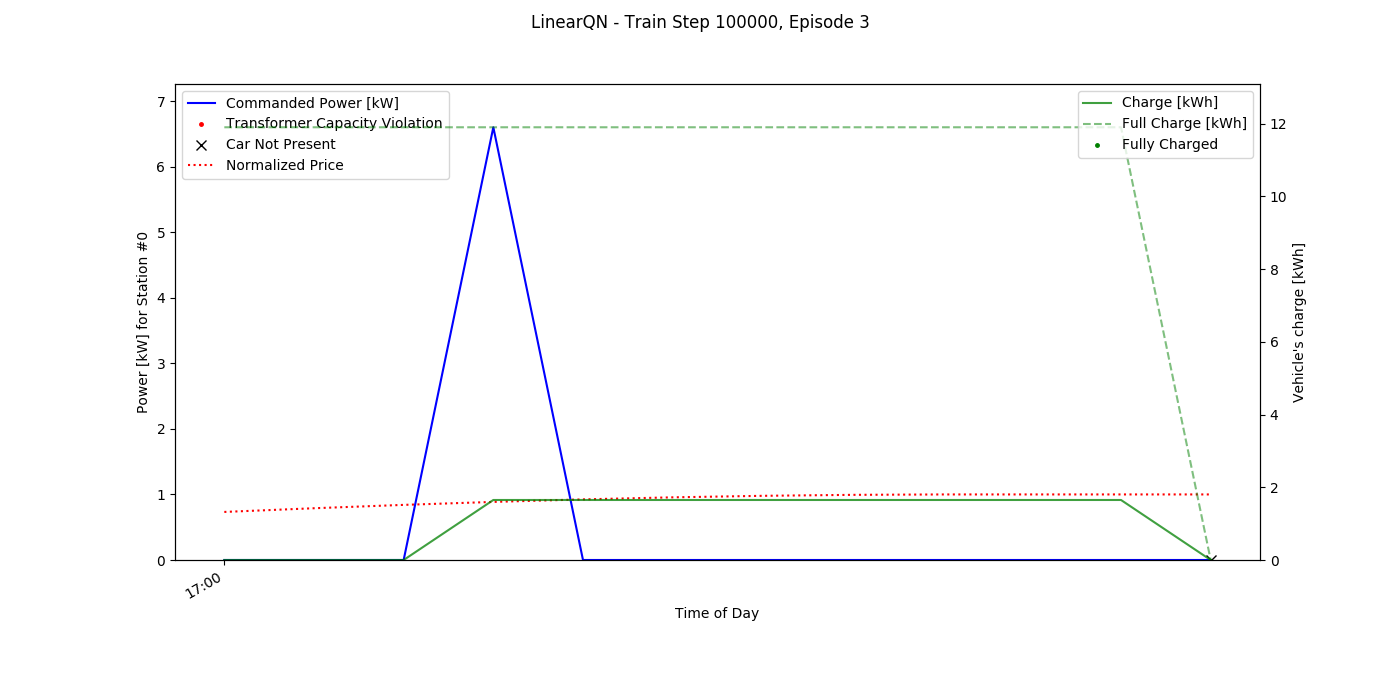 LinearQN - Train Step 100000, Episode 3
Commanded Power [kW]
Transformer Capacity Violation
Car Not Present
Normalized Price
Charge [kWh]
Full Charge [kWh]
Fully Charged
7
6
5
4
3
2
1
0
Power [kW] for Station #0
12
10
8
6
4
2
0
Vehicle's charge [kWh]
17:00
Time of Day